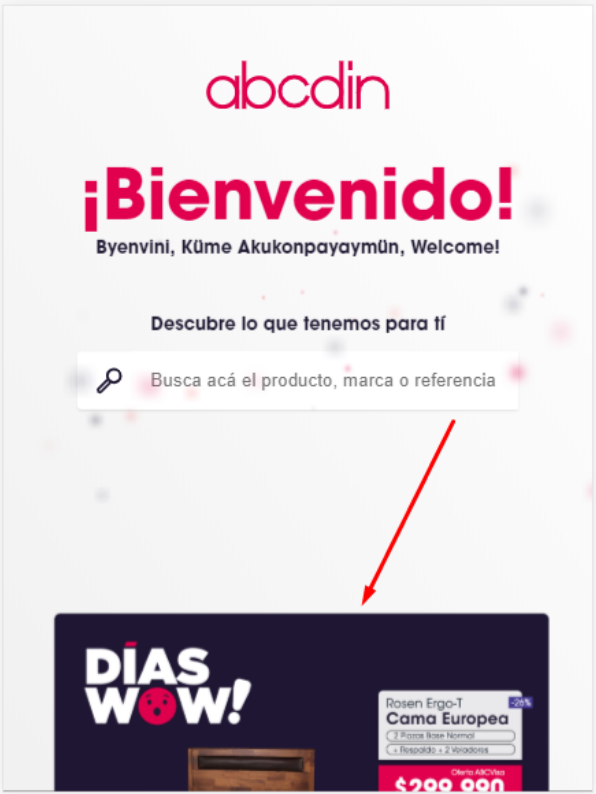 abcdin
¡Bienvenido!
Byenvini, Küme Akukonpayaymün, Welcome!
Descubre lo que tenemos para tí
Busca acá el producto, marca o referencia
DÍAS
WOW!
Rosen Ergo-T
-26%
Cama Europea
2 Plazas Base Normal
+ Respaldo + 2 Veladores
Oferta ABCVisa
$299.990